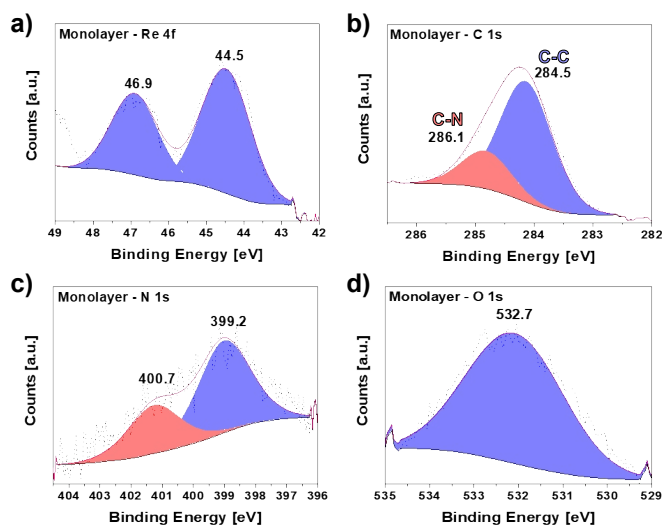 a)
Monolayer - Re 4f
46.9
44.5
Counts [a.u.]
49 48 47 46 45 44 43 42
Binding Energy [eV]
b)
Monolayer - C 1s
C-C
284.5
C-N
286.1
Counts [a.u.]
286 285 284 283 282
Binding Energy [eV]
c)
Monolayer - N 1s
399.2
400.7
Counts [a.u.]
404 403 402 401 400 399 398 397 396
Binding Energy [eV]
d)
Monolayer - O 1s
532.7
Counts [a.u.]
535 534 533 532 531 530 529
Binding Energy [eV]